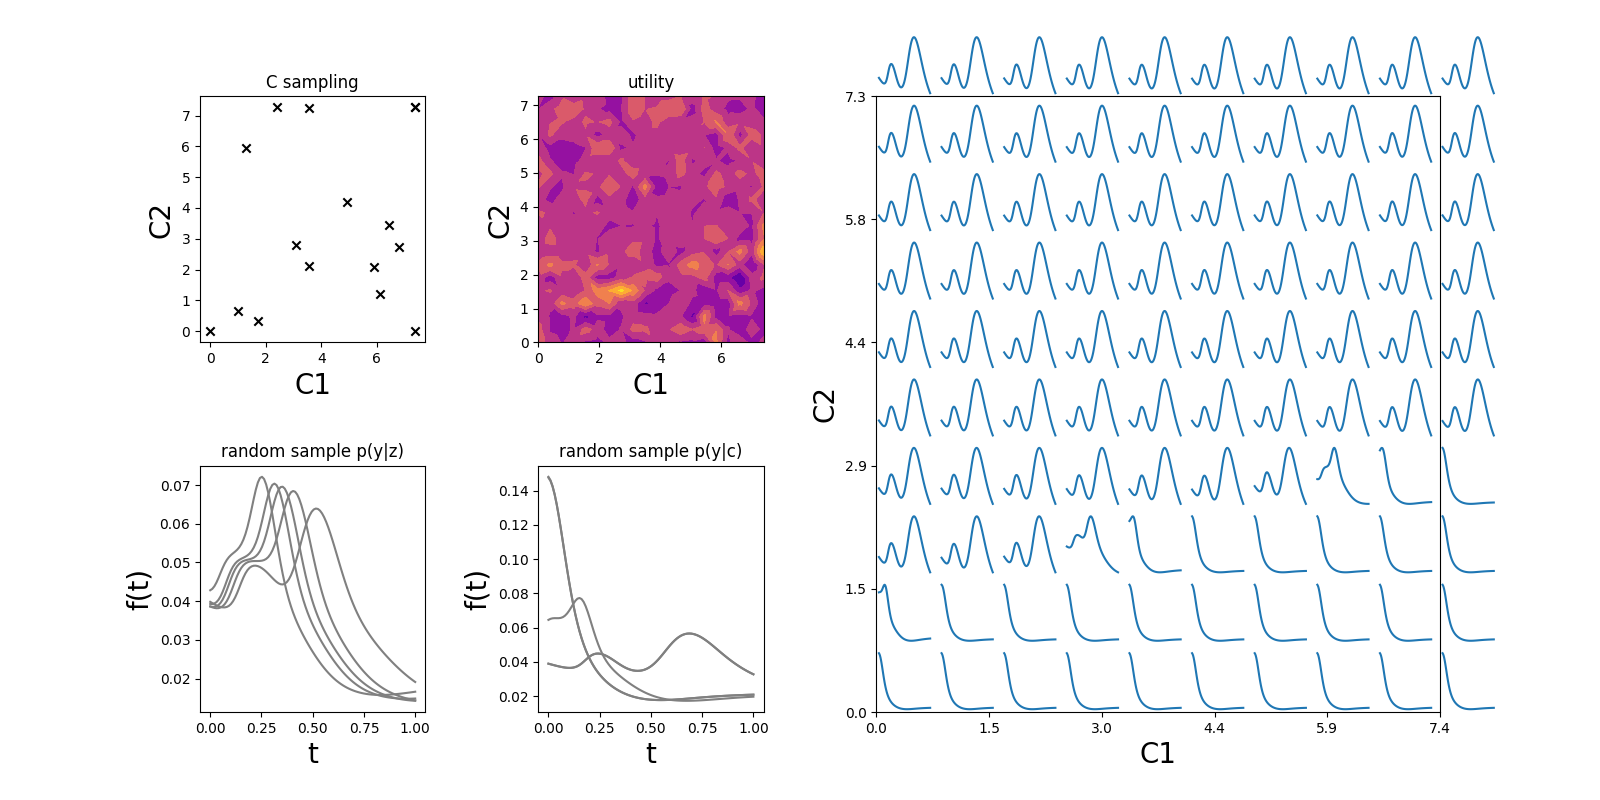 C sampling
7
6
5
4
3
2
1
0
C2
0 2 4 6
C1
utility
7
6
5
4
3
2
1
0
C2
0 2 4 6
C1
random sample p(y|z)
0.07
0.06
0.05
0.04
0.03
0.02
f(t)
0.00 0.25 0.50 0.75 1.00
t
random sample p(y|c)
0.14
0.12
0.10
0.08
0.06
0.04
0.02
f(t)
0.00 0.25 0.50 0.75 1.00
t
7.3
5.8
4.4
2.9
1.5
0.0
C2
0.0 1.5 3.0 4.4 5.9 7.4
C1